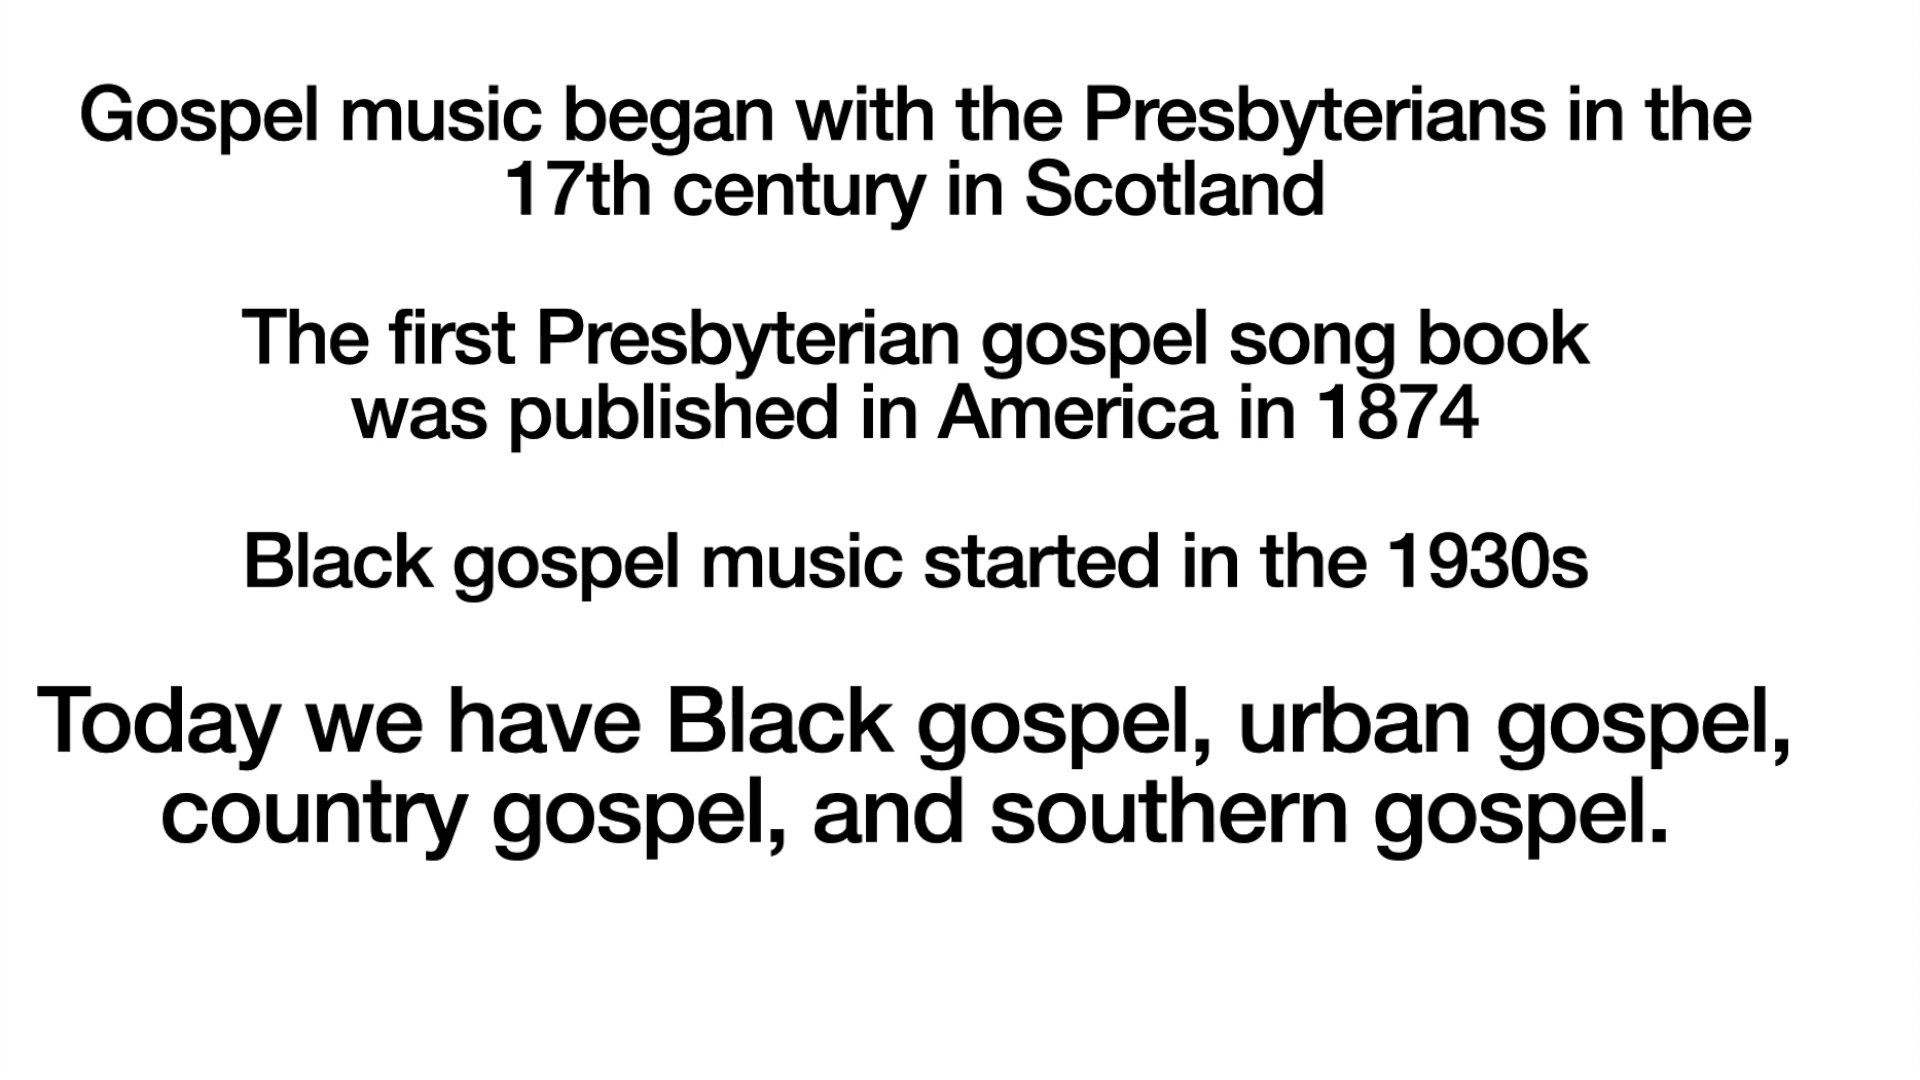 Gospel music began with the Presbyterians in the
17th century in Scotland
The first Presbyterian gospel song book
was published in America in 1874
Black gospel music started in the 1930s
Today we have Black gospel, urban gospel,
country gospel, and southern gospel.